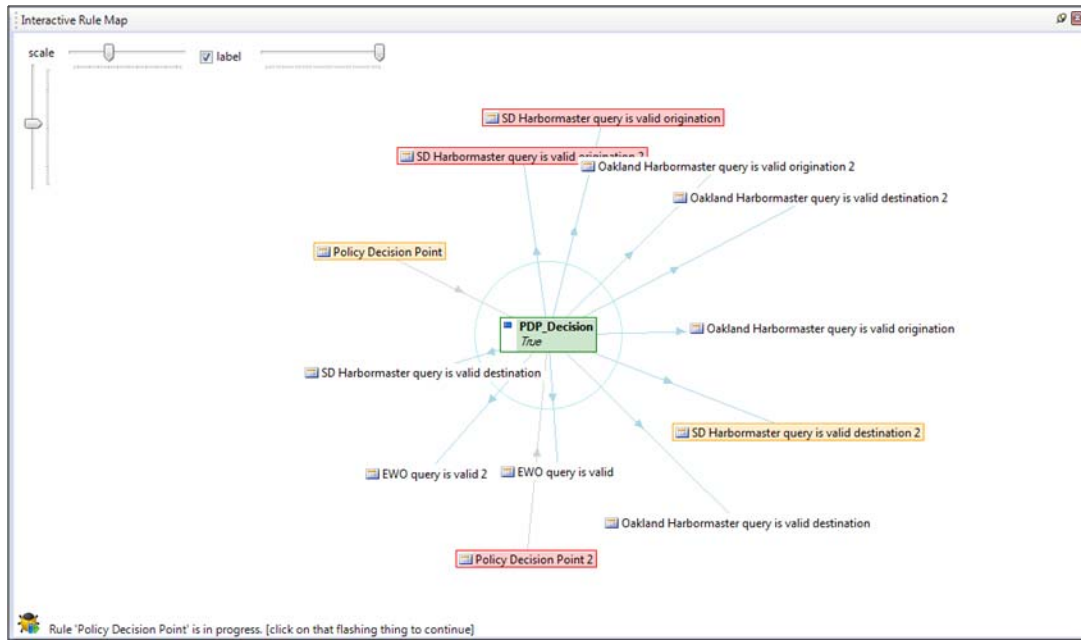 Interactive Rule Map
scale
label
SD Harbormaster query is valid origination
SD Harbormaster query is valid origination 2
Oakland Harbormaster query is valid origination 2
Oakland Harbormaster query is valid destination 2
Policy Decision Point
PDP_Decision
True
Oakland Harbormaster query is valid origination
SD Harbormaster query is valid destination
SD Harbormaster query is valid destination 2
EWO query is valid 2
EWO query is valid
Oakland Harbormaster query is valid destination
Policy Decision Point 2
Rule 'Policy Decision Point' is in progress. [click on that flashing thing to continue]